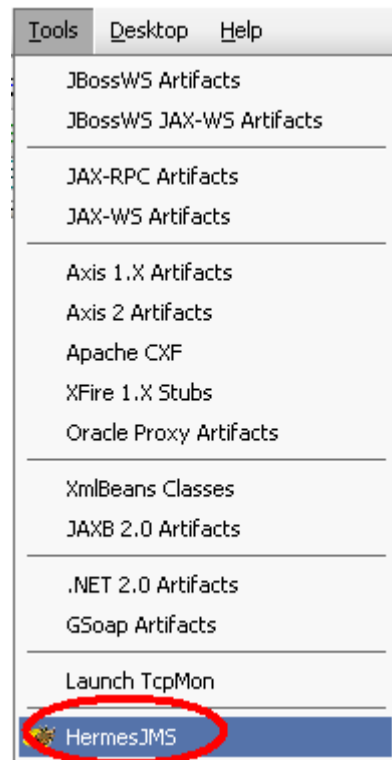 Tools Desktop Help
JBossWS Artifacts
JBossWS JAX-WS Artifacts
JAX-RPC Artifacts
JAX-WS Artifacts
Axis 1.X Artifacts
Axis 2 Artifacts
Apache CXF
XFire 1.X Stubs
Oracle Proxy Artifacts
XmlBeans Classes
JAXB 2.0 Artifacts
.NET 2.0 Artifacts
GSoap Artifacts
Launch TcpMon
HermesJMS